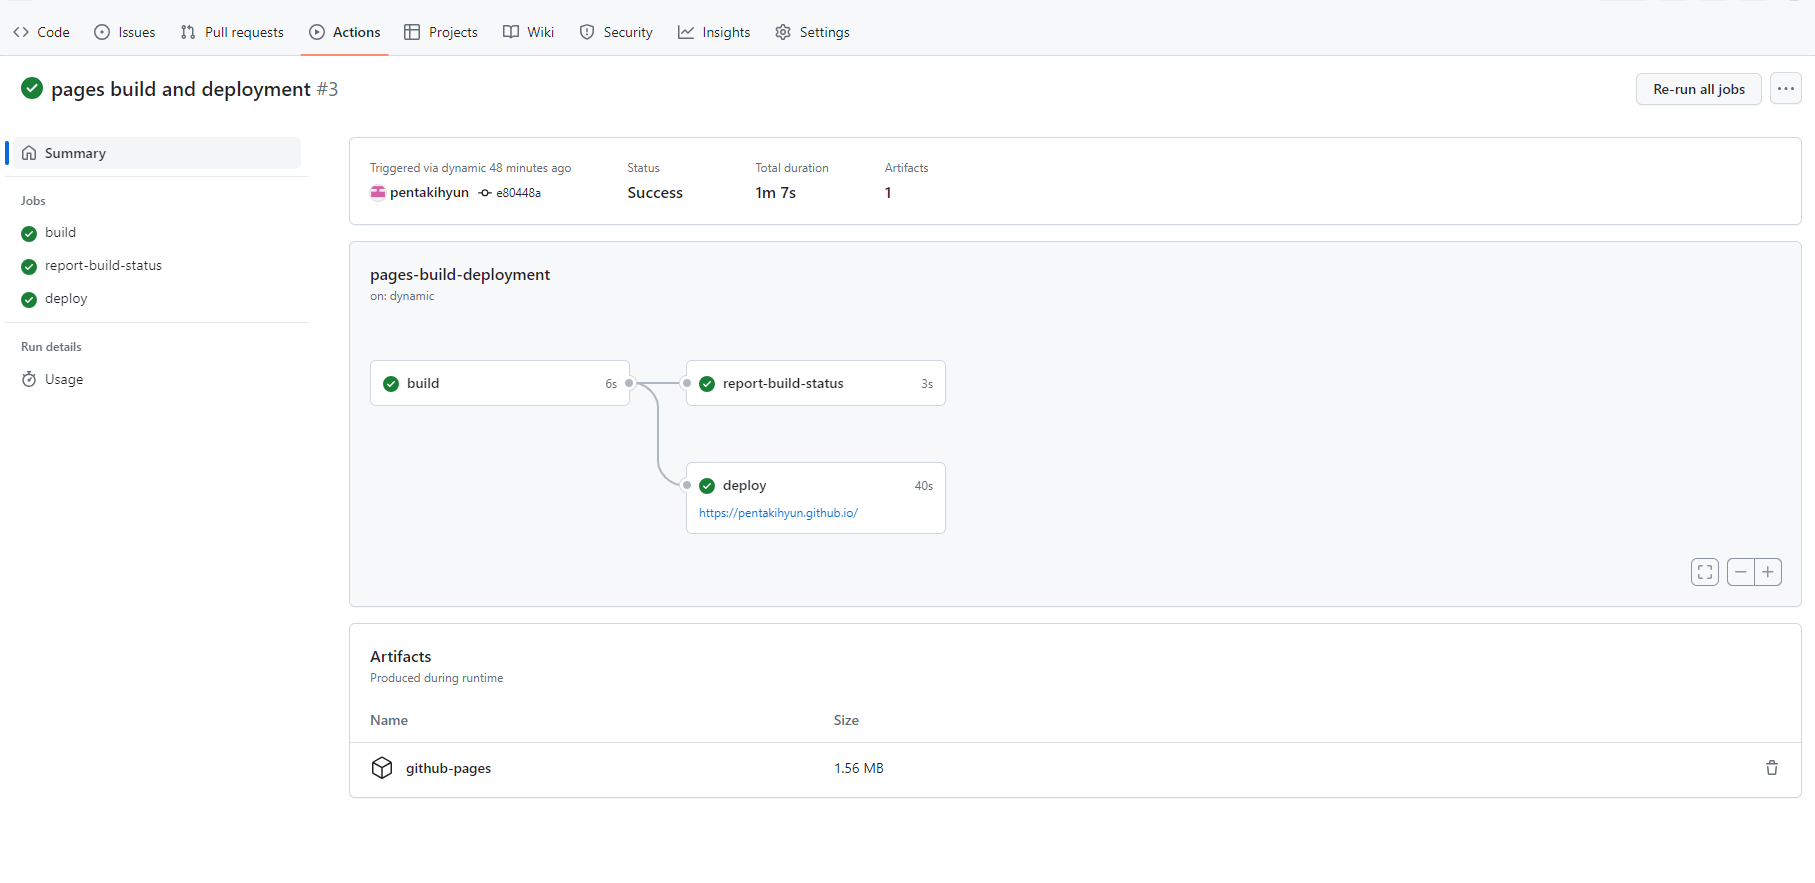 Code Issues Pull requests Actions Projects Wiki Security Insights Settings
pages build and deployment #3
Re-run all jobs
Summary
Jobs
build
report-build-status
deploy
Run details
Usage
Triggered via dynamic 48 minutes ago
pentakihyun e80448a
Status
Success
Total duration
1m 7s
Artifacts
1
pages-build-deployment
on: dynamic
build 6s
report-build-status 3s
deploy 40s
https://pentakihyun.github.io/
Artifacts
Produced during runtime
Name Size
github-pages 1.56 MB